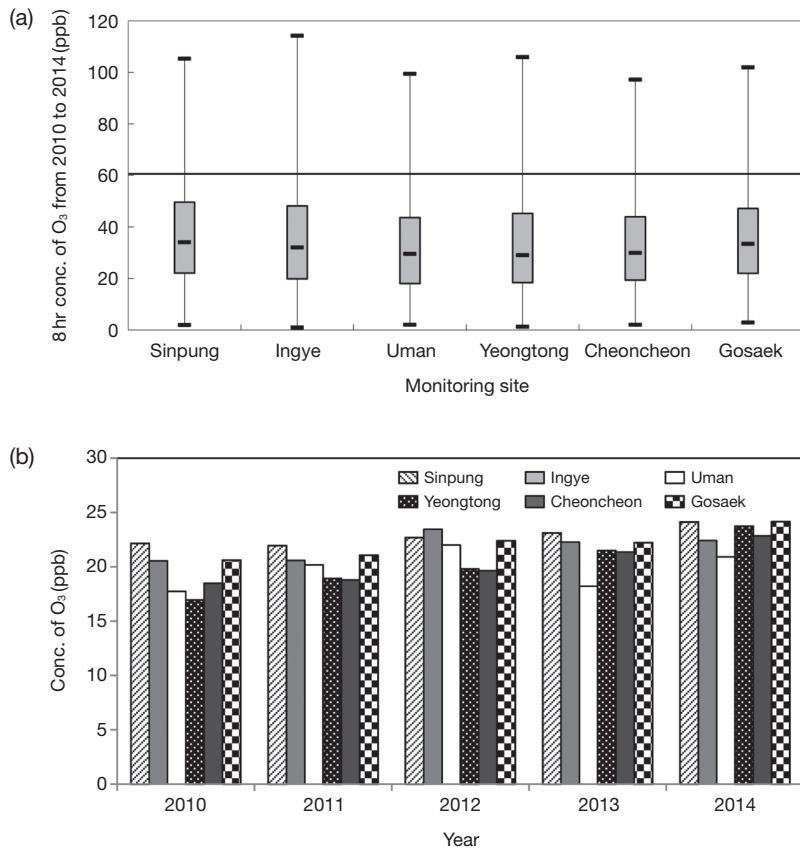 (a)
8 hr conc. of O₃ from 2010 to 2014 (ppb)
120
100
80
60
40
20
0
Sinpung Ingye Uman Yeongtong Cheoncheon Gosaek
Monitoring site
(b)
Conc. of O₃ (ppb)
30
25
20
15
10
5
0
Sinpung Ingye Uman
Yeongtong Cheoncheon Gosaek
2010 2011 2012 2013 2014
Year